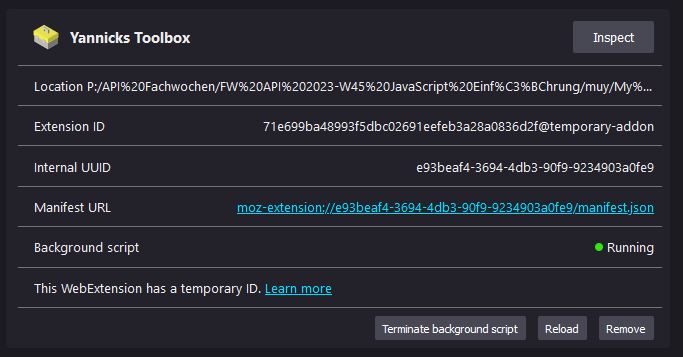 Yannicks Toolbox
Inspect
Location P:/API%20Fachwochen/FW%20API%202023-W45%20JavaScript%20Einf%C3%BChrung/muy/My%...
Extension ID 71e699ba48993f5dbc02691eefeb3a28a0836d2f@temporary-addon
Internal UUID e93beaf4-3694-4db3-90f9-9234903a0fe9
Manifest URL moz-extension://e93beaf4-3694-4db3-90f9-9234903a0fe9/manifest.json
Background script Running
This WebExtension has a temporary ID. Learn more
Terminate background script Reload Remove